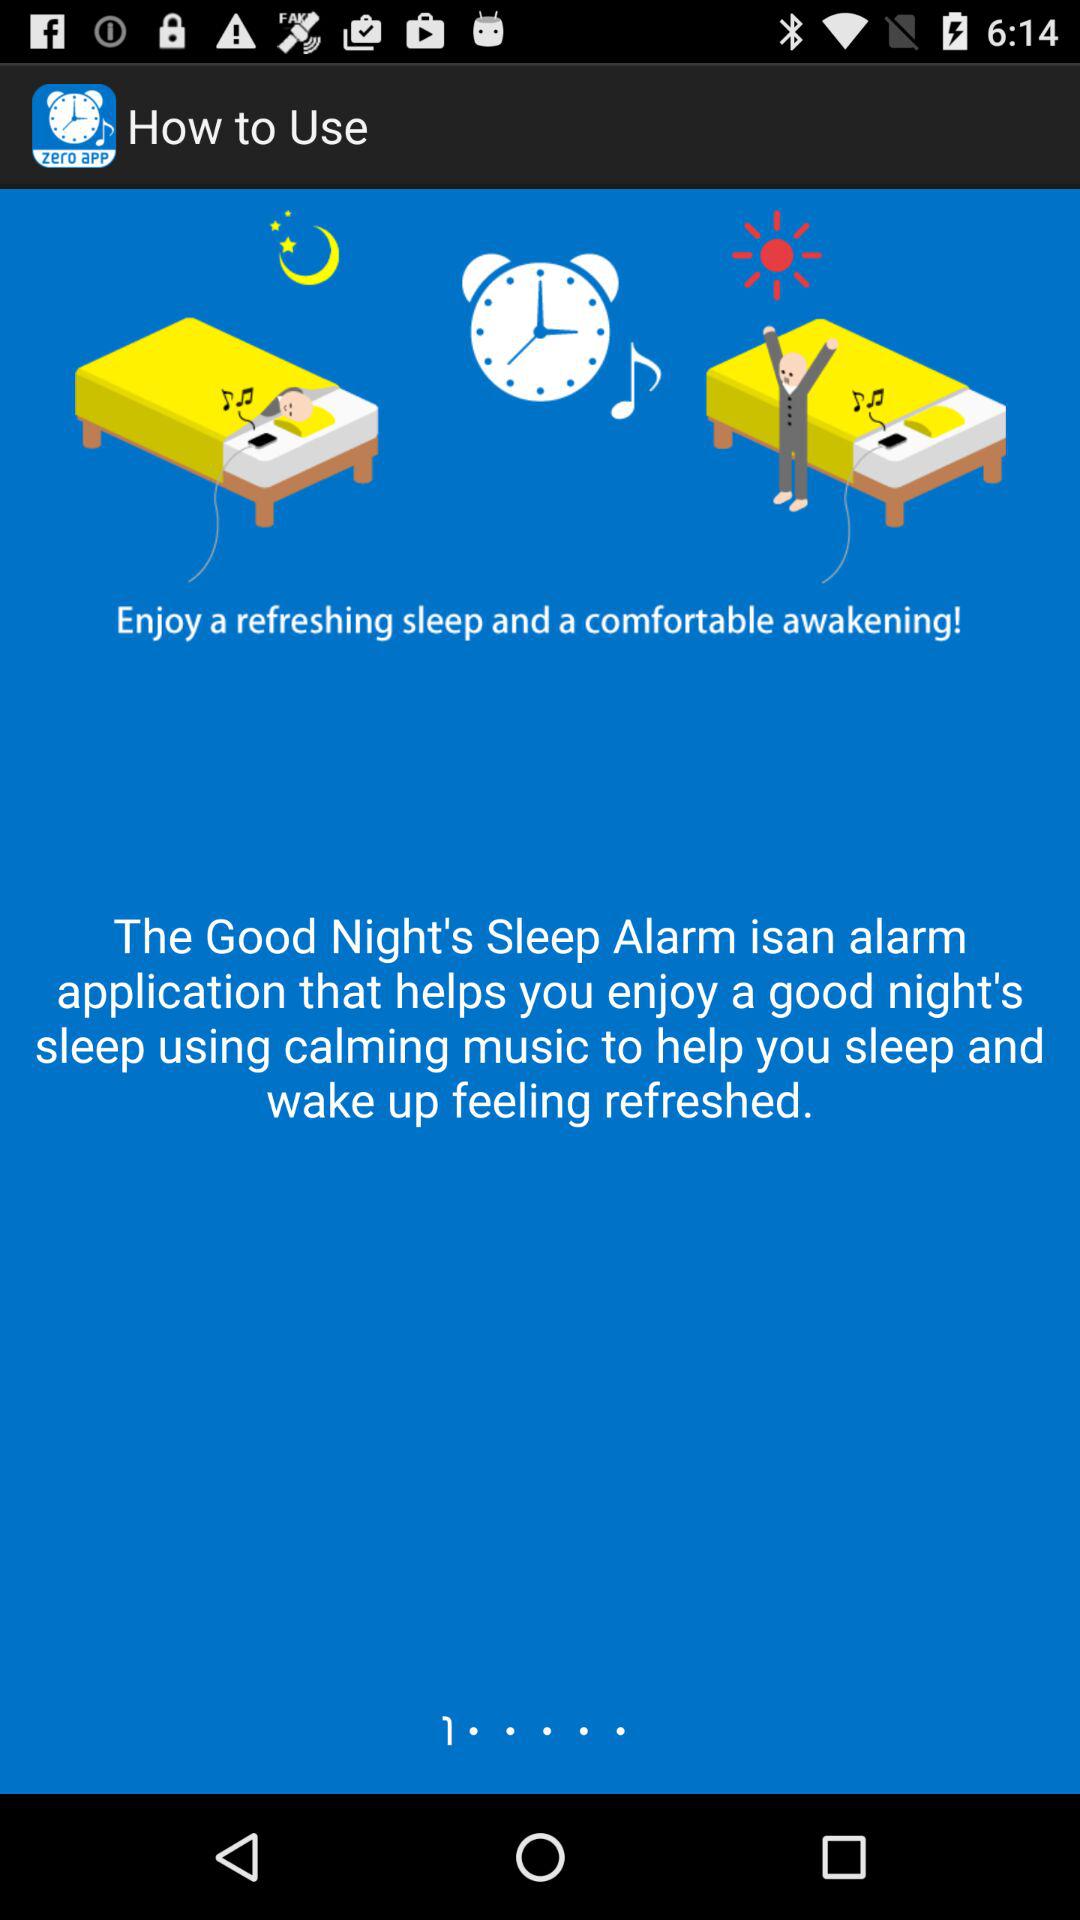 FAKE 6:14
zero app How to Use
Enjoy a refreshing sleep and a comfortable awakening!
The Good Night's Sleep Alarm isan alarm
application that helps you enjoy a good night's
sleep using calming music to help you sleep and
wake up feeling refreshed.
1 • • • • •